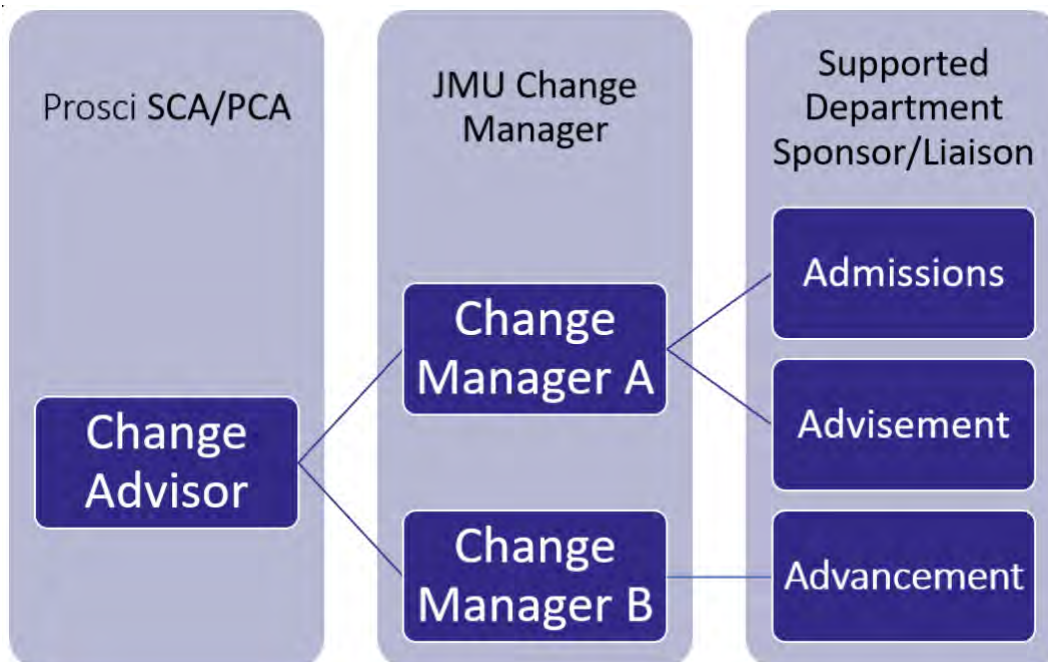 Prosci SCA/PCA
JMU Change
Manager
Supported
Department
Sponsor/Liaison
Change
Advisor
Change
Manager A
Change
Manager B
Admissions
Advisement
Advancement